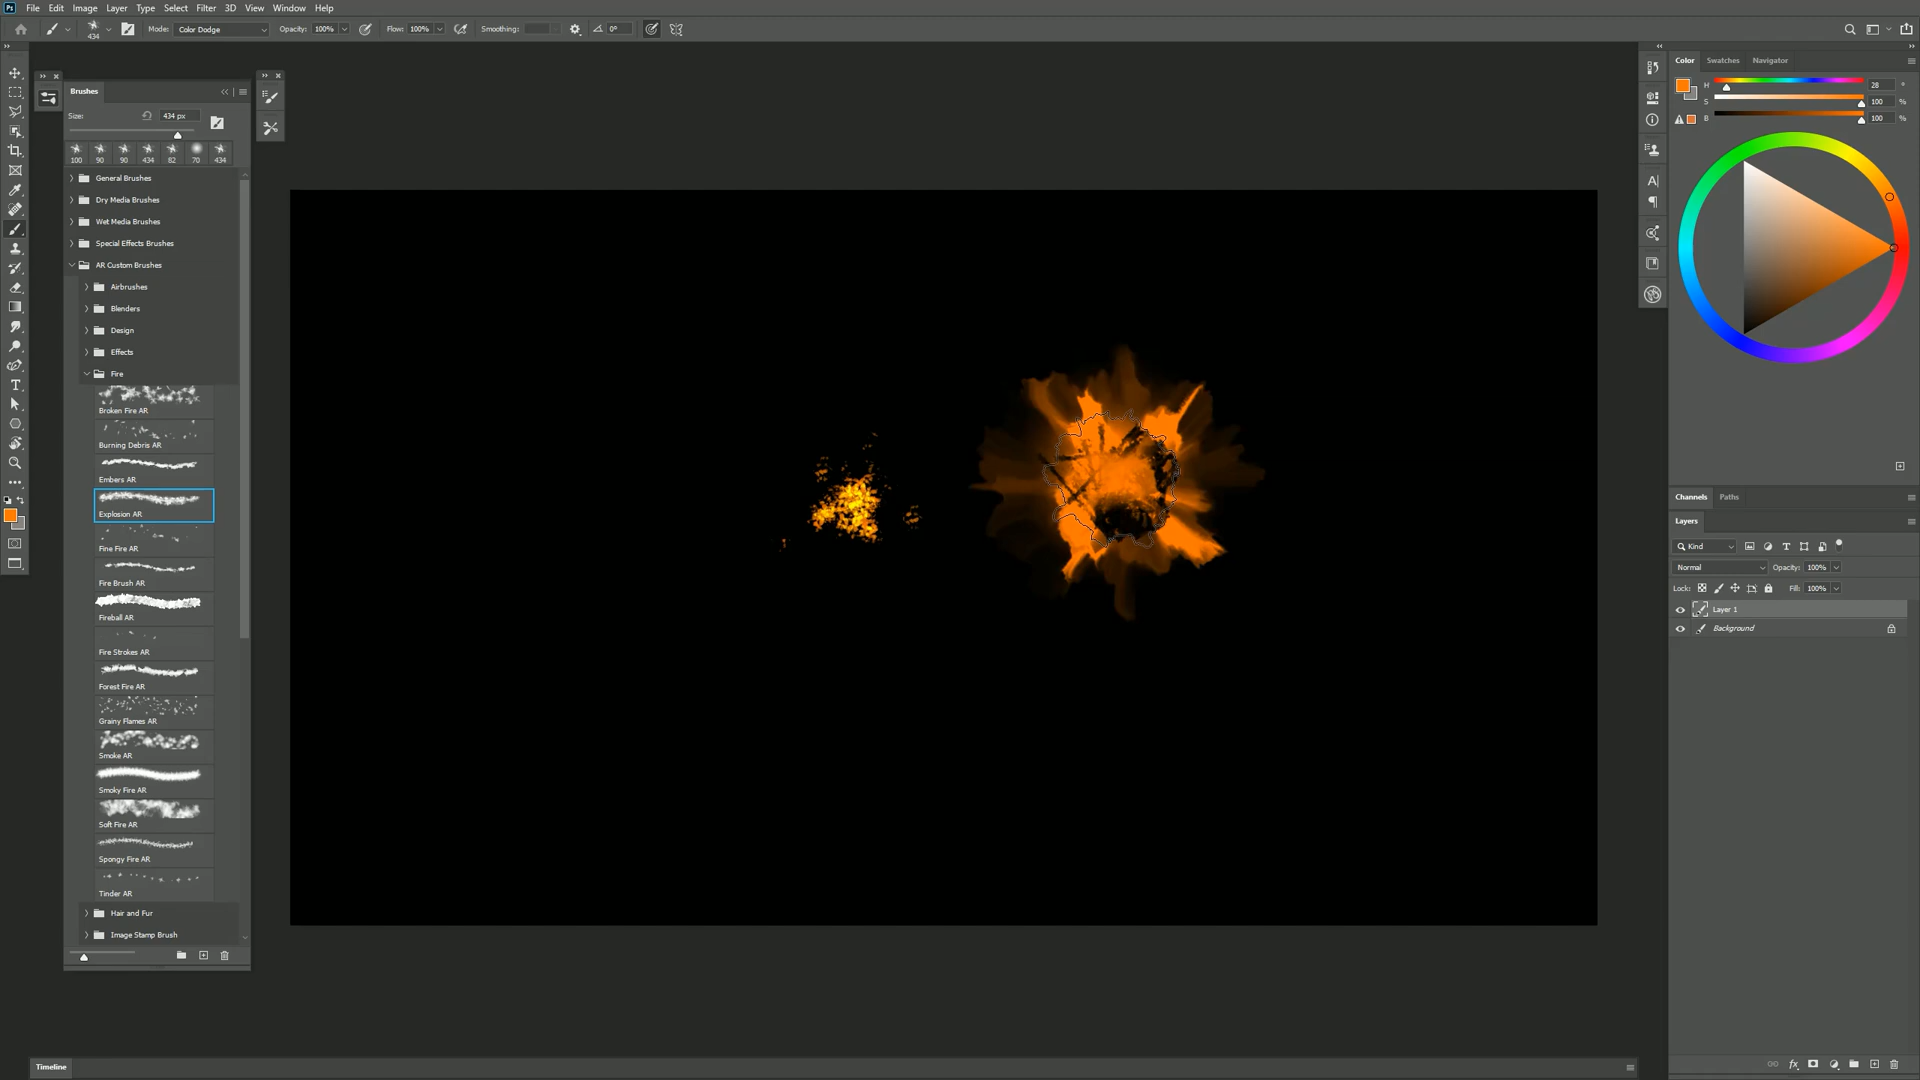 Ps File Edit Image Layer Type Select Filter 3D View Window Help
434 Mode: Color Dodge Opacity: 100% Flow: 100% Smoothing: 0°
Brushes
Size: 434 px
100 90 90 434 82 70 434
General Brushes
Dry Media Brushes
Wet Media Brushes
Special Effects Brushes
AR Custom Brushes
Airbrushes
Blenders
Design
Effects
Fire
Broken Fire AR
Burning Debris AR
Embers AR
Explosion AR
Fine Fire AR
Fire Brush AR
Fireball AR
Fire Strokes AR
Forest Fire AR
Grainy Flames AR
Smoke AR
Smoky Fire AR
Soft Fire AR
Spongy Fire AR
Tinder AR
Hair and Fur
Image Stamp Brush
Timeline
Color Swatches Navigator
H 28 °
S 100 %
B 100 %
Channels Paths
Layers
Kind
Normal Opacity: 100%
Lock: Fill: 100%
Layer 1
Background